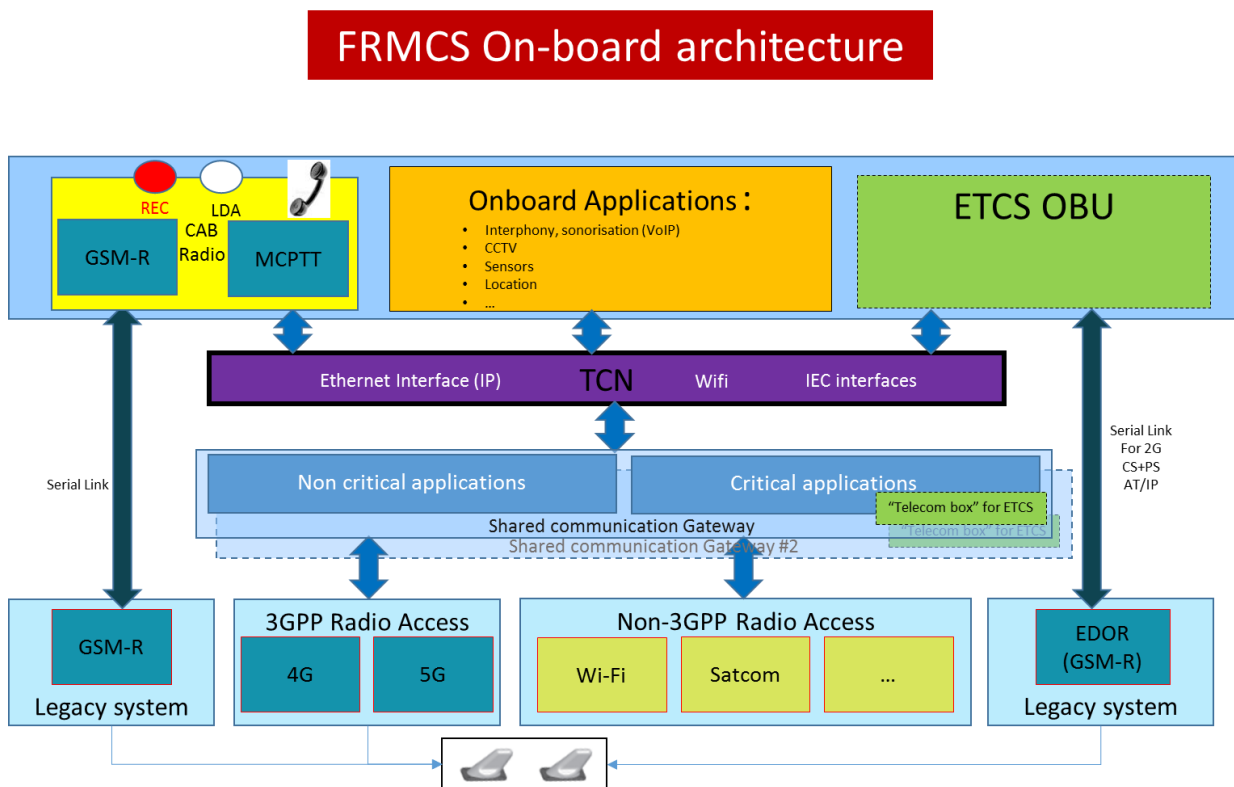 FRMCS On-board architecture
REC
LDA
CAB
Radio
GSM-R
MCPTT
Onboard Applications :
• Interphony, sonorisation (VoIP)
• CCTV
• Sensors
• Location
• ...
ETCS OBU
Ethernet Interface (IP)
TCN
Wifi
IEC interfaces
Serial Link
Serial Link
For 2G
CS+PS
AT/IP
Non critical applications
Critical applications
"Telecom box" for ETCS
Shared communication Gateway
"Telecom box" for ETCS
Shared communication Gateway #2
GSM-R
Legacy system
3GPP Radio Access
4G
5G
Non-3GPP Radio Access
Wi-Fi
Satcom
...
EDOR
(GSM-R)
Legacy system